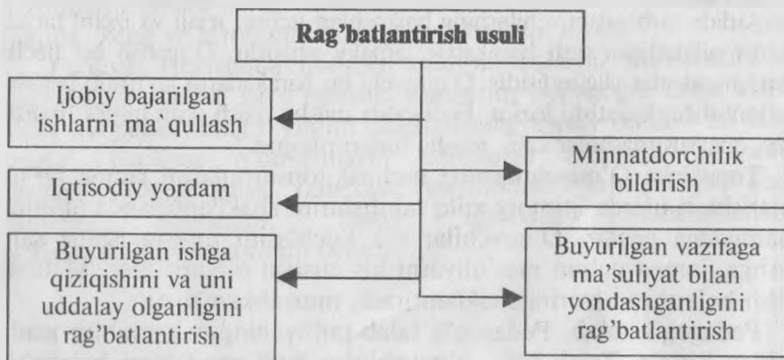 Rag’batlantirish usuli
Ijobiy bajarilgan
ishlarni ma’ qullash
Minnatdorchilik
bildirish
Iqtisodiy yordam
Buyurilgan ishga
qiziqishini va uni
uddalay olganligini
rag’batlantirish
Buyurilgan vazifaga
ma’suliyat bilan
yondashganligini
rag’batlantirish